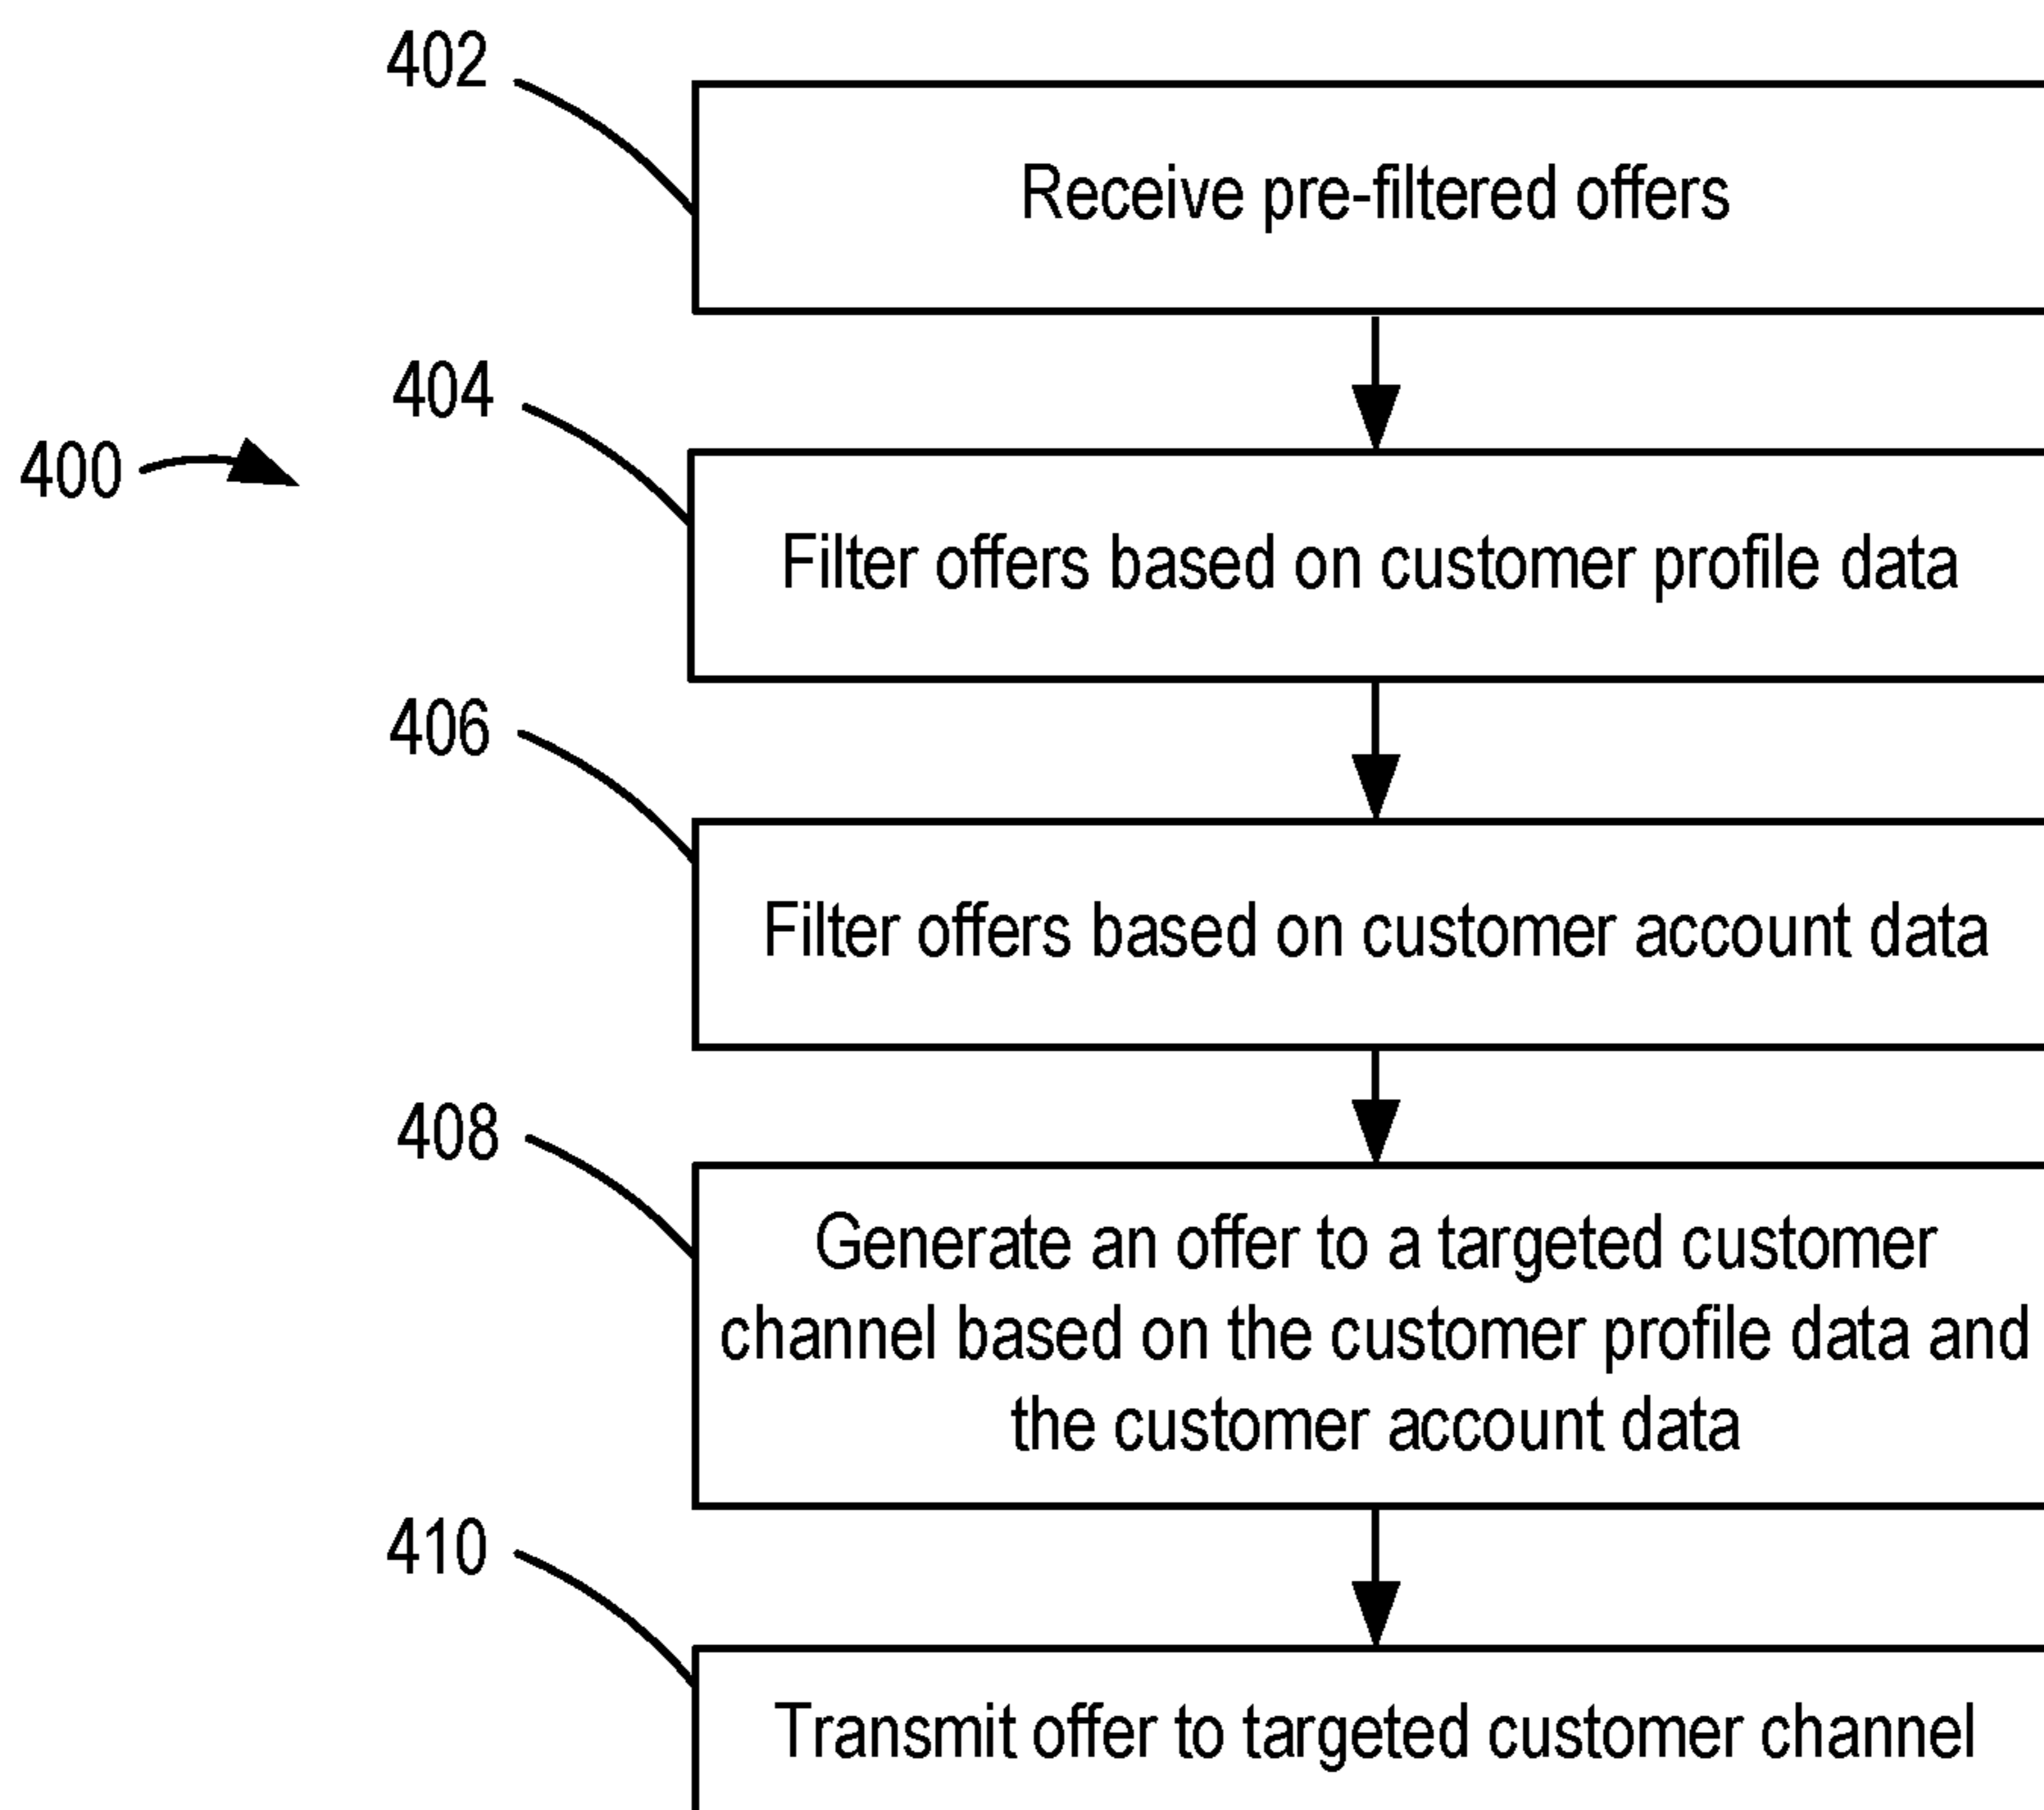 402
Receive pre-filtered offers
404
400
Filter offers based on customer profile data
406
Filter offers based on customer account data
408
Generate an offer to a targeted customer
channel based on the customer profile data and
the customer account data
410
Transmit offer to targeted customer channel